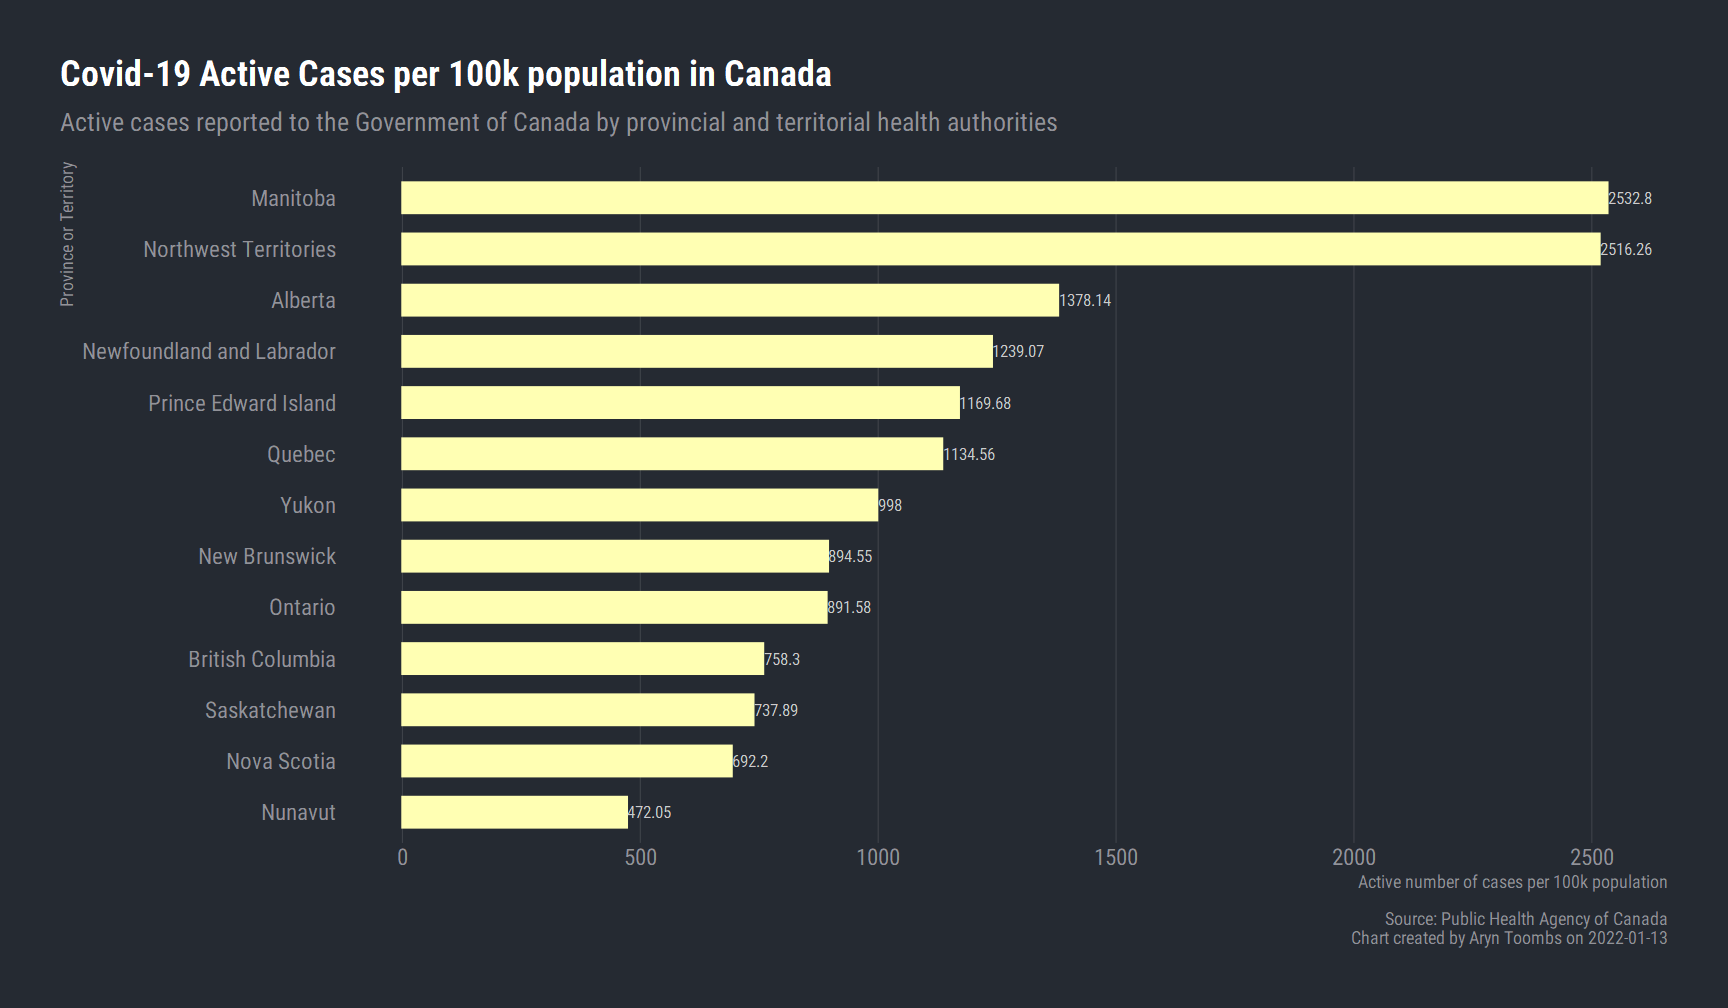 Covid-19 Active Cases per 100k population in Canada
Active cases reported to the Government of Canada by provincial and territorial health authorities
Province or Territory
Manitoba 2532.8
Northwest Territories 2516.26
Alberta 1378.14
Newfoundland and Labrador 1239.07
Prince Edward Island 1169.68
Quebec 1134.56
Yukon 998
New Brunswick 894.55
Ontario 891.58
British Columbia 758.3
Saskatchewan 737.89
Nova Scotia 692.2
Nunavut 472.05
0 500 1000 1500 2000 2500
Active number of cases per 100k population
Source: Public Health Agency of Canada
Chart created by Aryn Toombs on 2022-01-13